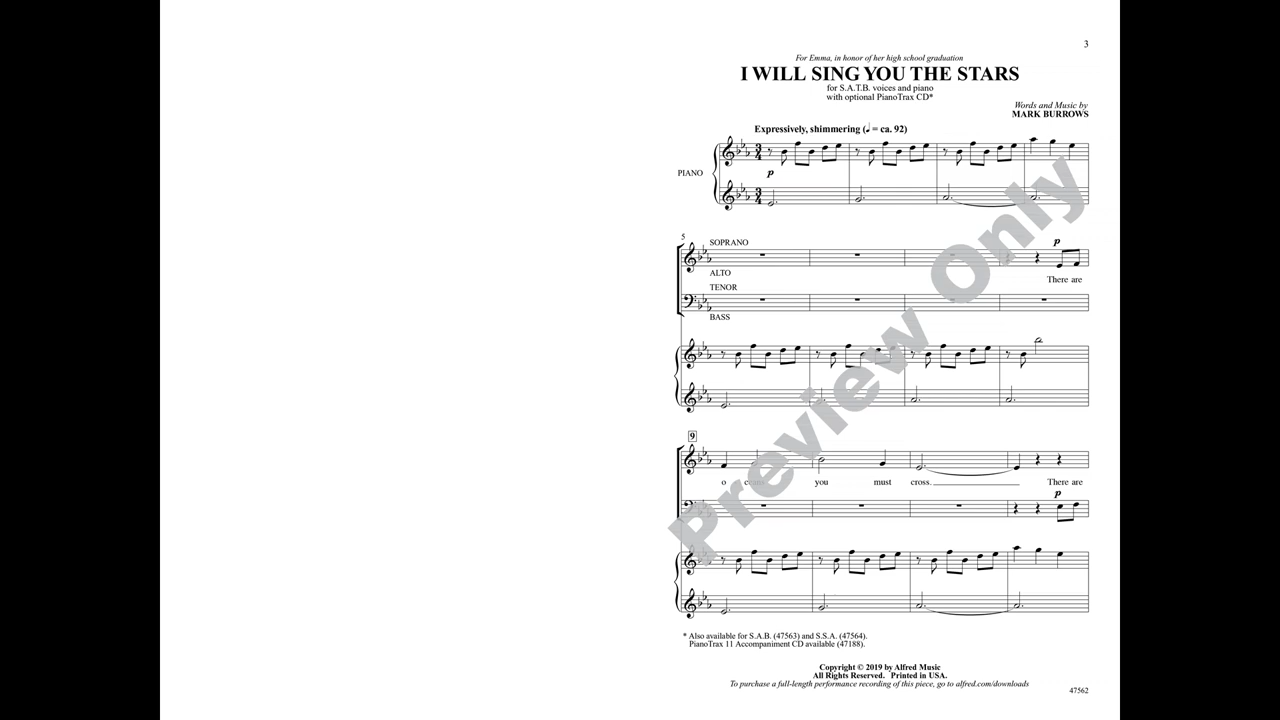 3
For Emma, in honor of her high school graduation
I WILL SING YOU THE STARS
for S.A.T.B. voices and piano
with optional PianoTrax CD*
Words and Music by
MARK BURROWS
Expressively, shimmering (♩ = ca. 92)
PIANO
p
5
SOPRANO
p
ALTO
There are
TENOR
BASS
9
o ceans you must cross. There are
p
Preview Only
* Also available for S.A.B. (47563) and S.S.A. (47564).
PianoTrax 11 Accompaniment CD available (47188).
Copyright © 2019 by Alfred Music
All Rights Reserved. Printed in USA.
To purchase a full-length performance recording of this piece, go to alfred.com/downloads
47562